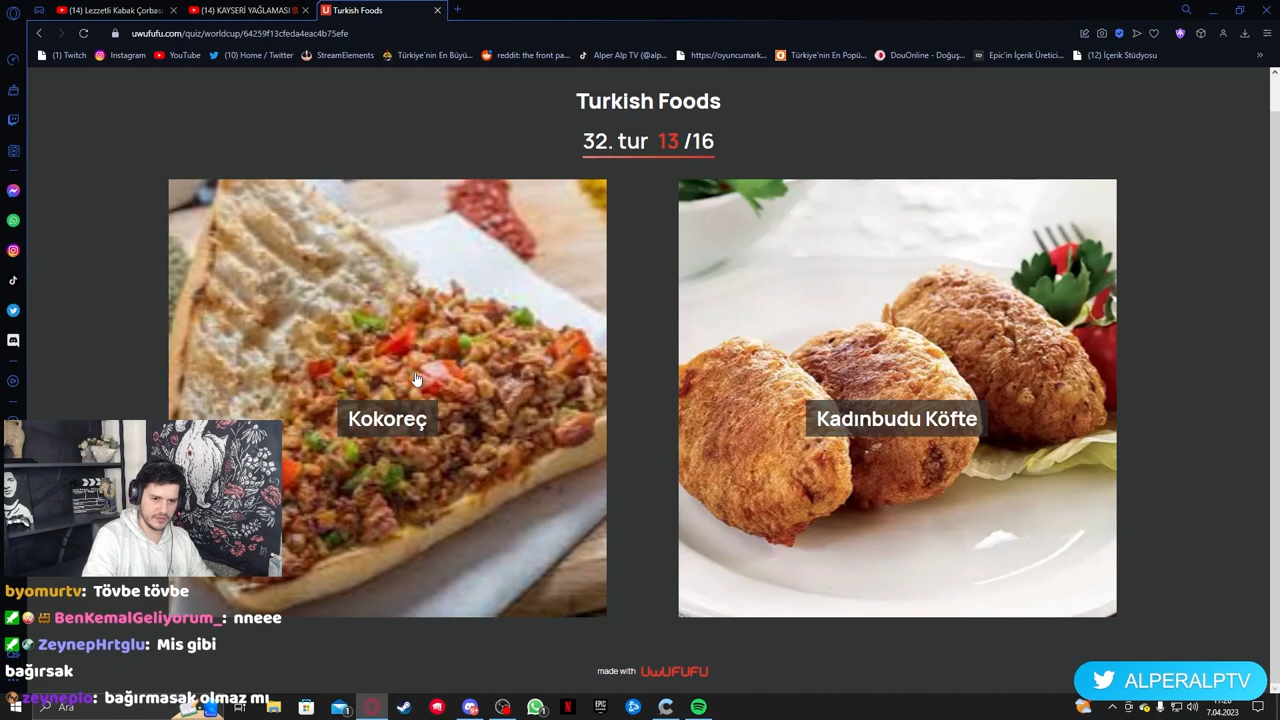 (14) Lezzetli Kabak Çorbası
(14) KAYSERİ YAĞLAMASI
Turkish Foods
uwufufu.com/quiz/worldcup/64259f13cfeda4eac4b75efe
(1) Twitch
Instagram
YouTube
(10) Home / Twitter
StreamElements
Türkiye'nin En Büyü...
reddit: the front pa...
Alper Alp TV (@alp...
https://oyuncumark...
Türkiye'nin En Popü...
DouOnline - Doğuş...
Epic'in İçerik Üretici...
(12) İçerik Stüdyosu
Turkish Foods
32. tur 13 /16
Kokoreç
Kadınbudu Köfte
byomurtv: Tövbe tövbe
BenKemalGeliyorum_: nneee
ZeynepHrtglu: Mis gibi
bağırsak
zeyneplo: bağırmasak olmaz mı
made with UWUFUFU
ALPERALPTV
Ara
7.04.2023